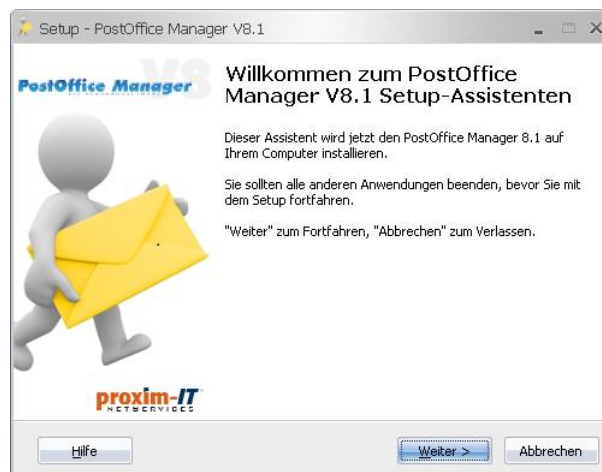 Setup - PostOffice Manager V8.1
V8
PostOffice Manager
Willkommen zum PostOffice
Manager V8.1 Setup-Assistenten
Dieser Assistent wird jetzt den PostOffice Manager 8.1 auf
Ihrem Computer installieren.
Sie sollten alle anderen Anwendungen beenden, bevor Sie mit
dem Setup fortfahren.
"Weiter" zum Fortfahren, "Abbrechen" zum Verlassen.
proxim-IT
NETSERVICES
Hilfe
Weiter >
Abbrechen